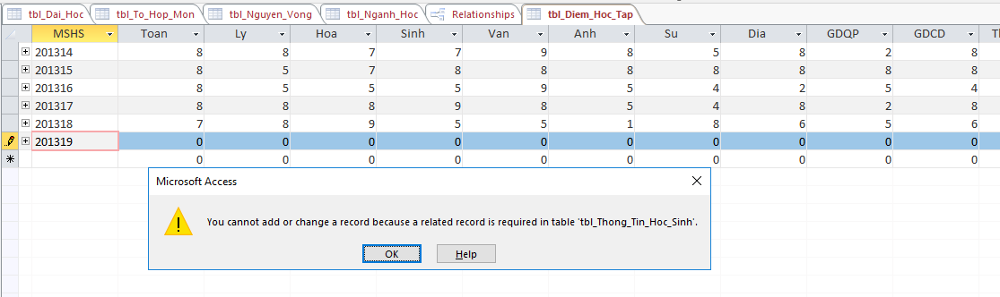 tbl_Dai_Hoc tbl_To_Hop_Mon tbl_Nguyen_Vong tbl_Nganh_Hoc Relationships tbl_Diem_Hoc_Tap
MSHS Toan Ly Hoa Sinh Van Anh Su Dia GDQP GDCD
201314 8 8 7 7 9 8 5 8 2 8
201315 8 5 7 8 8 8 8 8 8 8
201316 8 5 5 5 9 5 4 2 5 4
201317 8 8 8 9 8 5 4 8 2 8
201318 7 8 9 5 5 1 8 6 5 6
201319 0 0 0 0 0 0 0 0 0 0
0 0 0 0 0 0 0 0 0 0
Microsoft Access
You cannot add or change a record because a related record is required in table 'tbl_Thong_Tin_Hoc_Sinh'.
OK Help